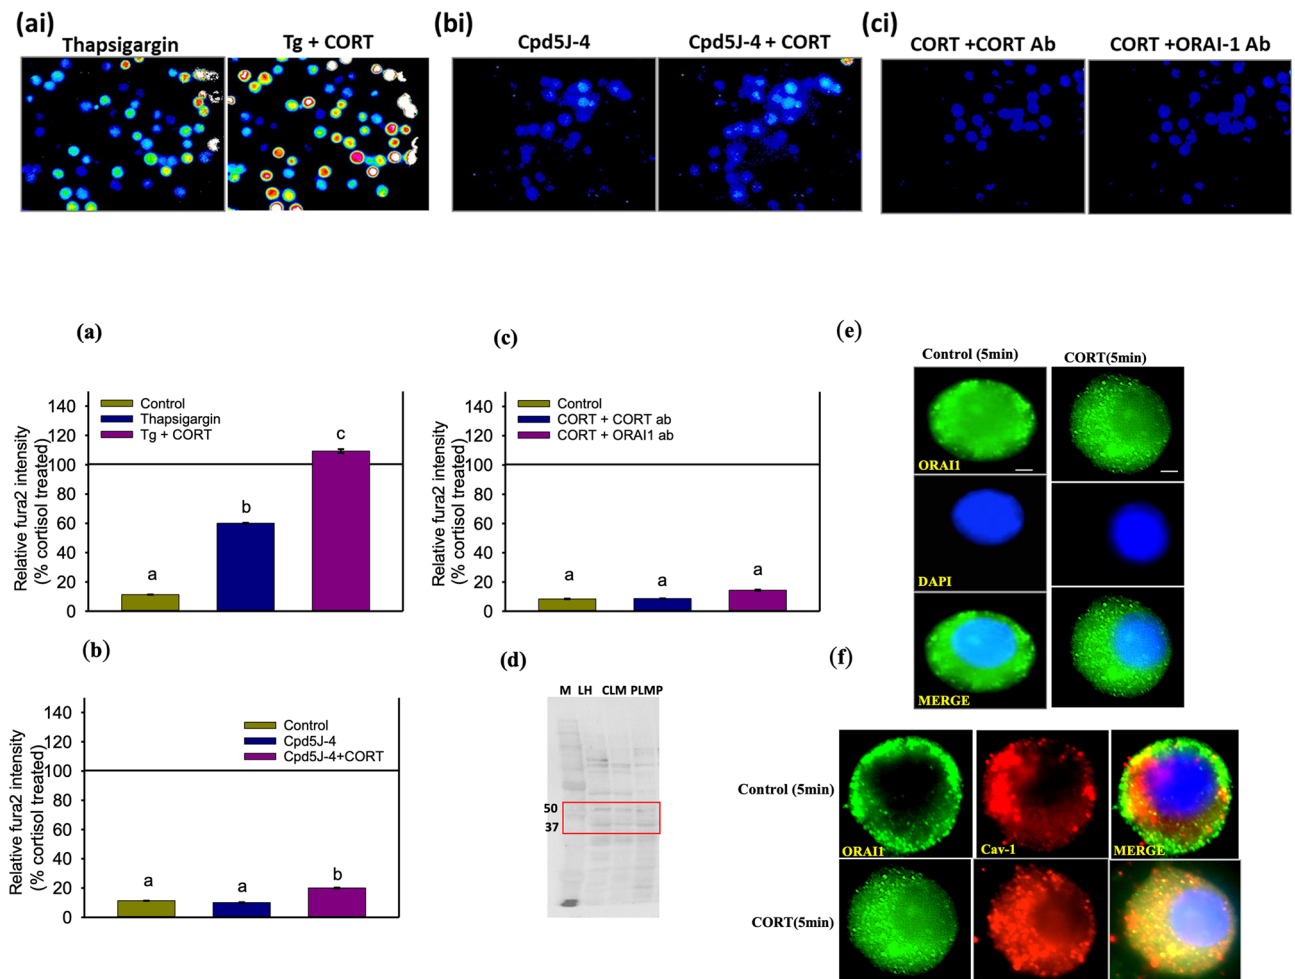 (ai)
Thapsigargin
Tg + CORT
(bi)
Cpd5J-4
Cpd5J-4 + CORT
(ci)
CORT +CORT Ab
CORT +ORAI-1 Ab
(a)
Relative fura2 intensity
(% cortisol treated)
140
120
100
80
60
40
20
0
Control
Thapsigargin
Tg + CORT
a
b
c
(c)
Relative fura2 intensity
(% cortisol treated)
140
120
100
80
60
40
20
0
Control
CORT + CORT ab
CORT + ORAI1 ab
a
a
a
(e)
Control (5min)
CORT(5min)
ORAI1
DAPI
MERGE
(b)
Relative fura2 intensity
(% cortisol treated)
140
120
100
80
60
40
20
0
Control
Cpd5J-4
Cpd5J-4+CORT
a
a
b
(d)
M LH CLM PLMP
50
37
(f)
Control (5min)
ORAI1
Cav-1
MERGE
CORT(5min)